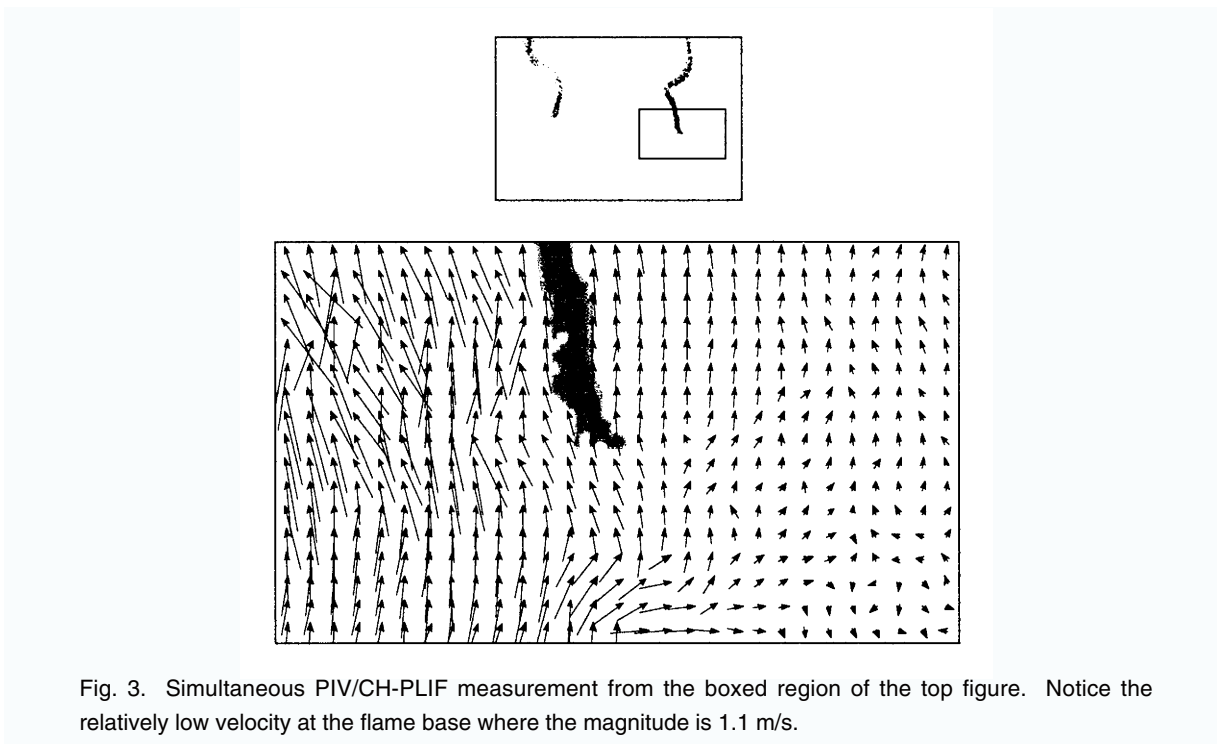 Fig. 3. Simultaneous PIV/CH-PLIF measurement from the boxed region of the top figure. Notice the
relatively low velocity at the flame base where the magnitude is 1.1 m/s.